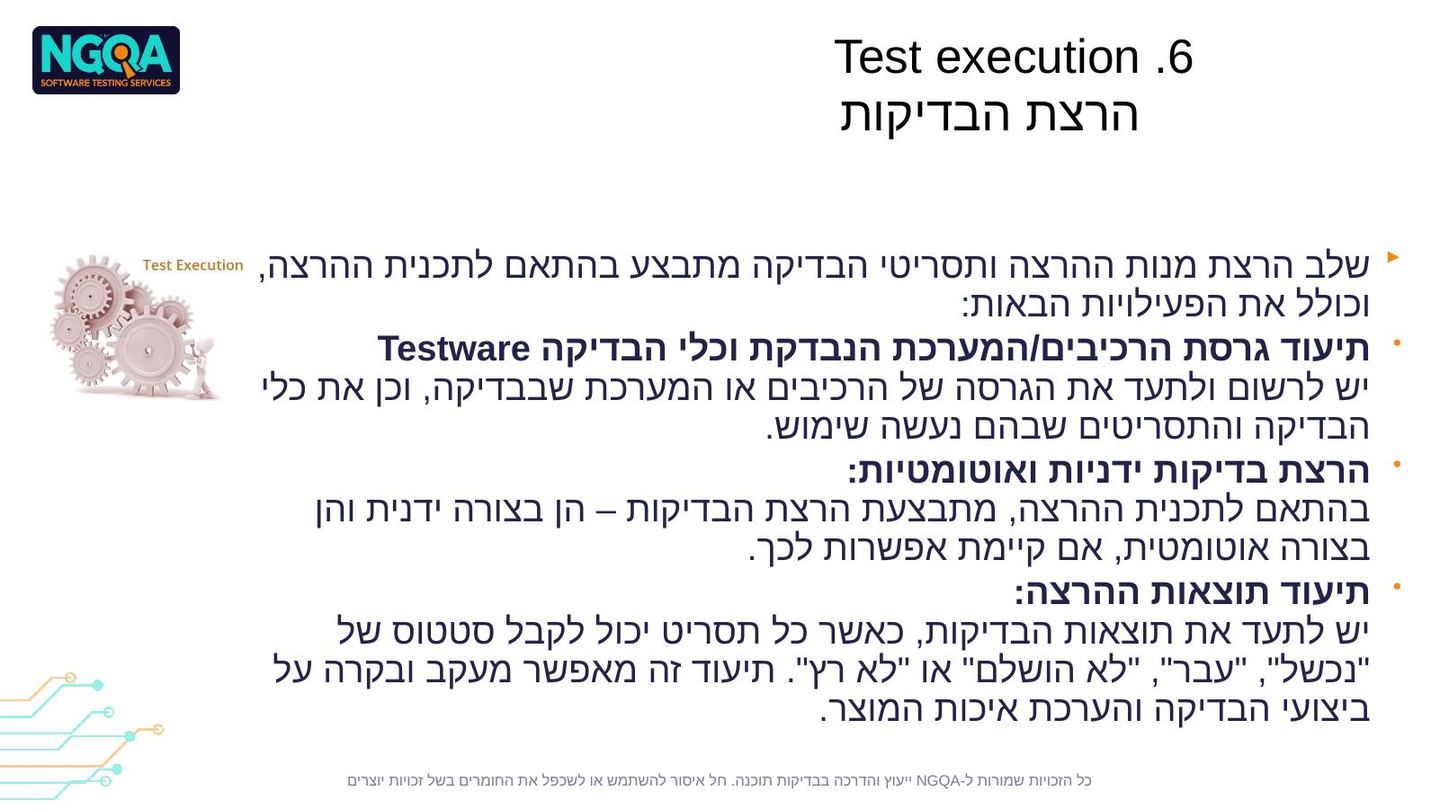 NGQA
SOFTWARE TESTING SERVICES
6. Test execution
הרצת הבדיקות
Test Execution
שלב הרצת מנות ההרצה ותסריטי הבדיקה מתבצע בהתאם לתכנית ההרצה,
וכולל את הפעילויות הבאות:
תיעוד גרסת הרכיבים/המערכת הנבדקת וכלי הבדיקה Testware
יש לרשום ולתעד את הגרסה של הרכיבים או המערכת שבבדיקה, וכן את כלי
הבדיקה והתסריטים שבהם נעשה שימוש.
הרצת בדיקות ידניות ואוטומטיות:
בהתאם לתכנית ההרצה, מתבצעת הרצת הבדיקות – הן בצורה ידנית והן
בצורה אוטומטית, אם קיימת אפשרות לכך.
תיעוד תוצאות ההרצה:
יש לתעד את תוצאות הבדיקות, כאשר כל תסריט יכול לקבל סטטוס של
"נכשל", "עבר", "לא הושלם" או "לא רץ". תיעוד זה מאפשר מעקב ובקרה על
ביצועי הבדיקה והערכת איכות המוצר.
כל הזכויות שמורות ל-NGQA ייעוץ והדרכה בבדיקות תוכנה. חל איסור להשתמש או לשכפל את החומרים בשל זכויות יוצרים